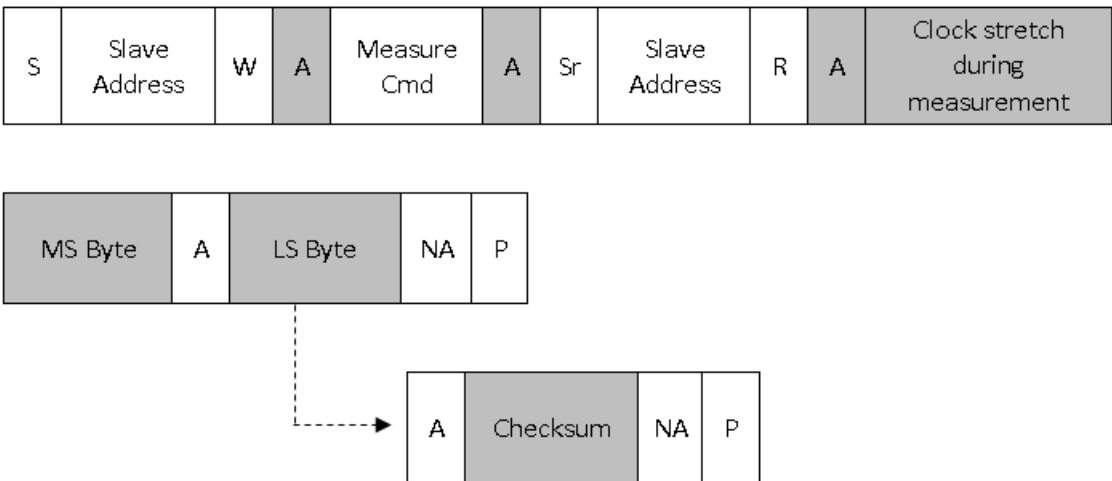 S
Slave
Address
W
A
Measure
Cmd
A
Sr
Slave
Address
R
A
Clock stretch
during
measurement
MS Byte
A
LS Byte
NA
P
A
Checksum
NA
P